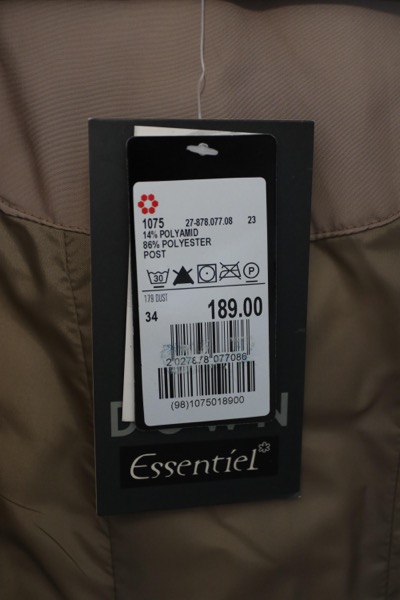 1075 27-878.077.08 23
14% POLYAMID
86% POLYESTER
POST
30 P
179 DUST
34 189.00
2027878077086
(98)1075018900
DOWN
Essentiel